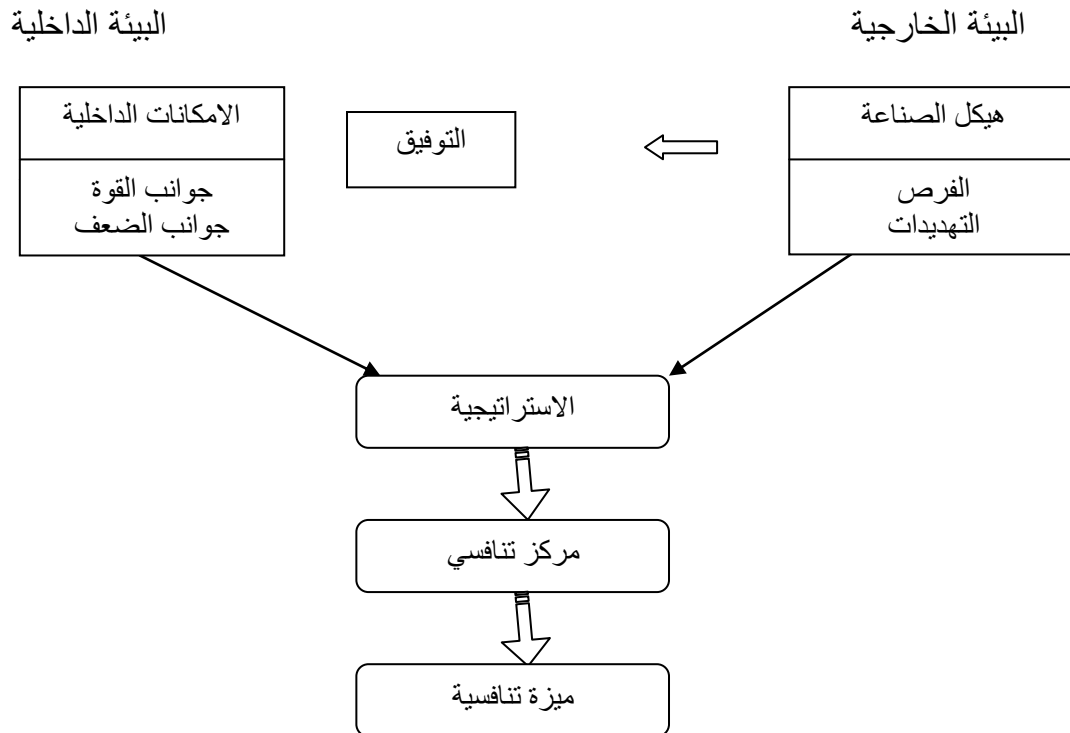 البيئة الخارجية
البيئة الداخلية
هيكل الصناعة
الفرص
التهديدات
التوفيق
الامكانات الداخلية
جوانب القوة
جوانب الضعف
الاستراتيجية
مركز تنافسي
ميزة تنافسية